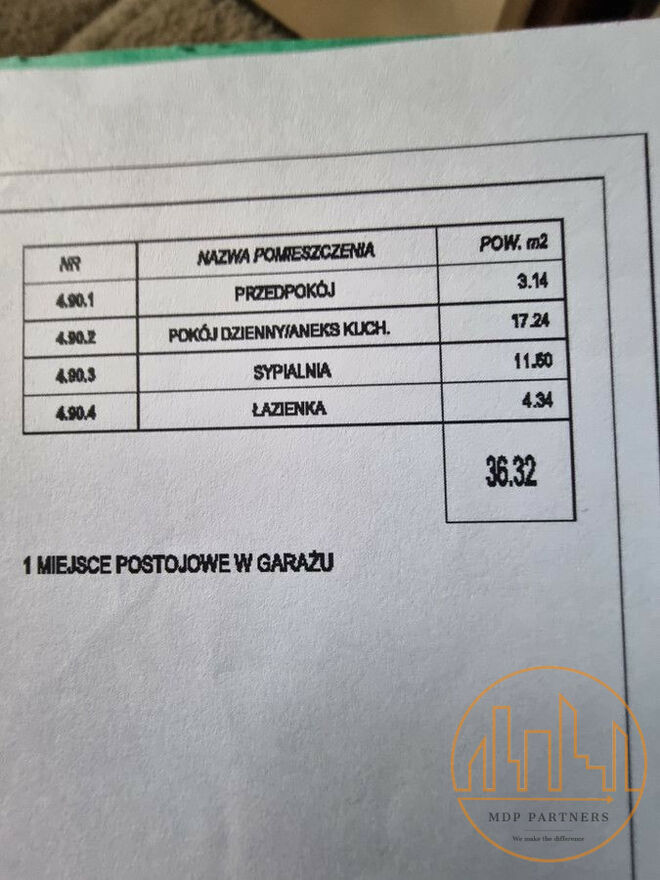 NR NAZWA POMIESZCZENIA POW. m2
4.90.1 PRZEDPOKÓJ 3.14
4.90.2 POKÓJ DZIENNY/ANEKS KUCH. 17.24
4.90.3 SYPIALNIA 11.60
4.90.4 ŁAZIENKA 4.34
36.32
1 MIEJSCE POSTOJOWE W GARAŻU
MDP PARTNERS
We make the difference